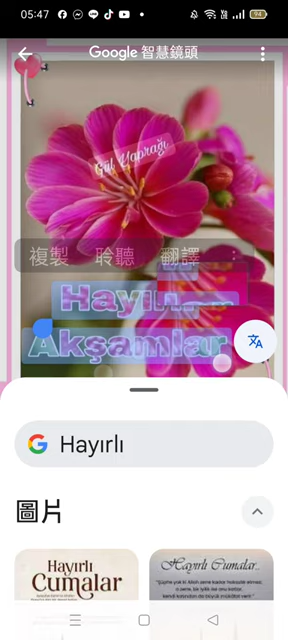 05:47
94
Google 智慧鏡頭
Gül Yaprağı
複製 聆聽 翻譯
Hayırlı
Akşamlar
Hayırlı
圖片
Hayırlı
Cumalar
Hayırlı Cumalar...